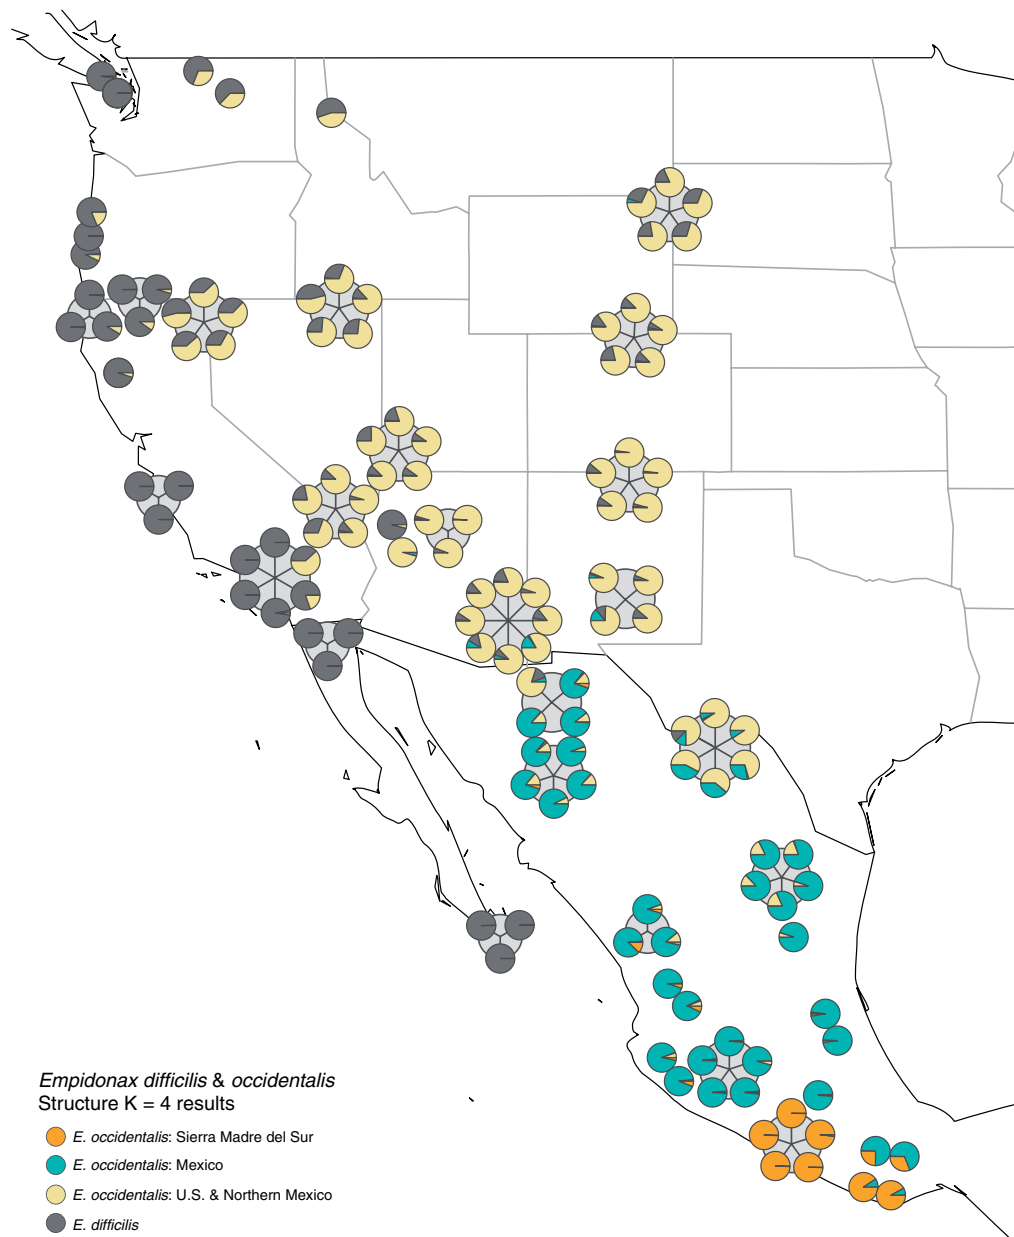 Empidonax difficilis & occidentalis
Structure K = 4 results
E. occidentalis: Sierra Madre del Sur
E. occidentalis: Mexico
E. occidentalis: U.S. & Northern Mexico
E. difficilis